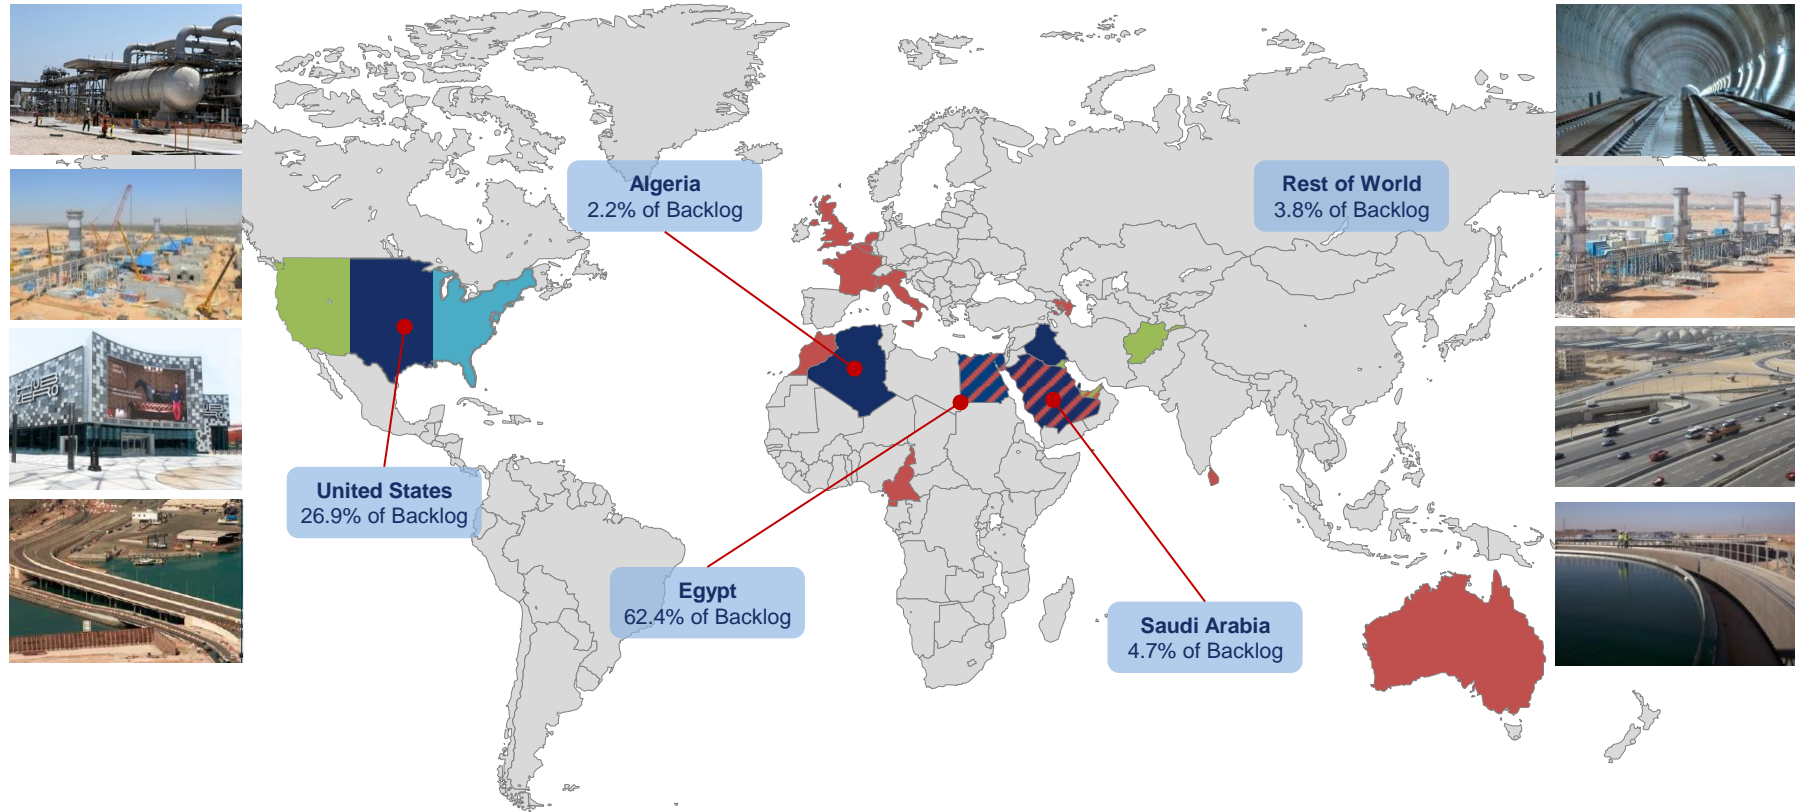 Algeria
2.2% of Backlog
Rest of World
3.8% of Backlog
United States
26.9% of Backlog
Egypt
62.4% of Backlog
Saudi Arabia
4.7% of Backlog